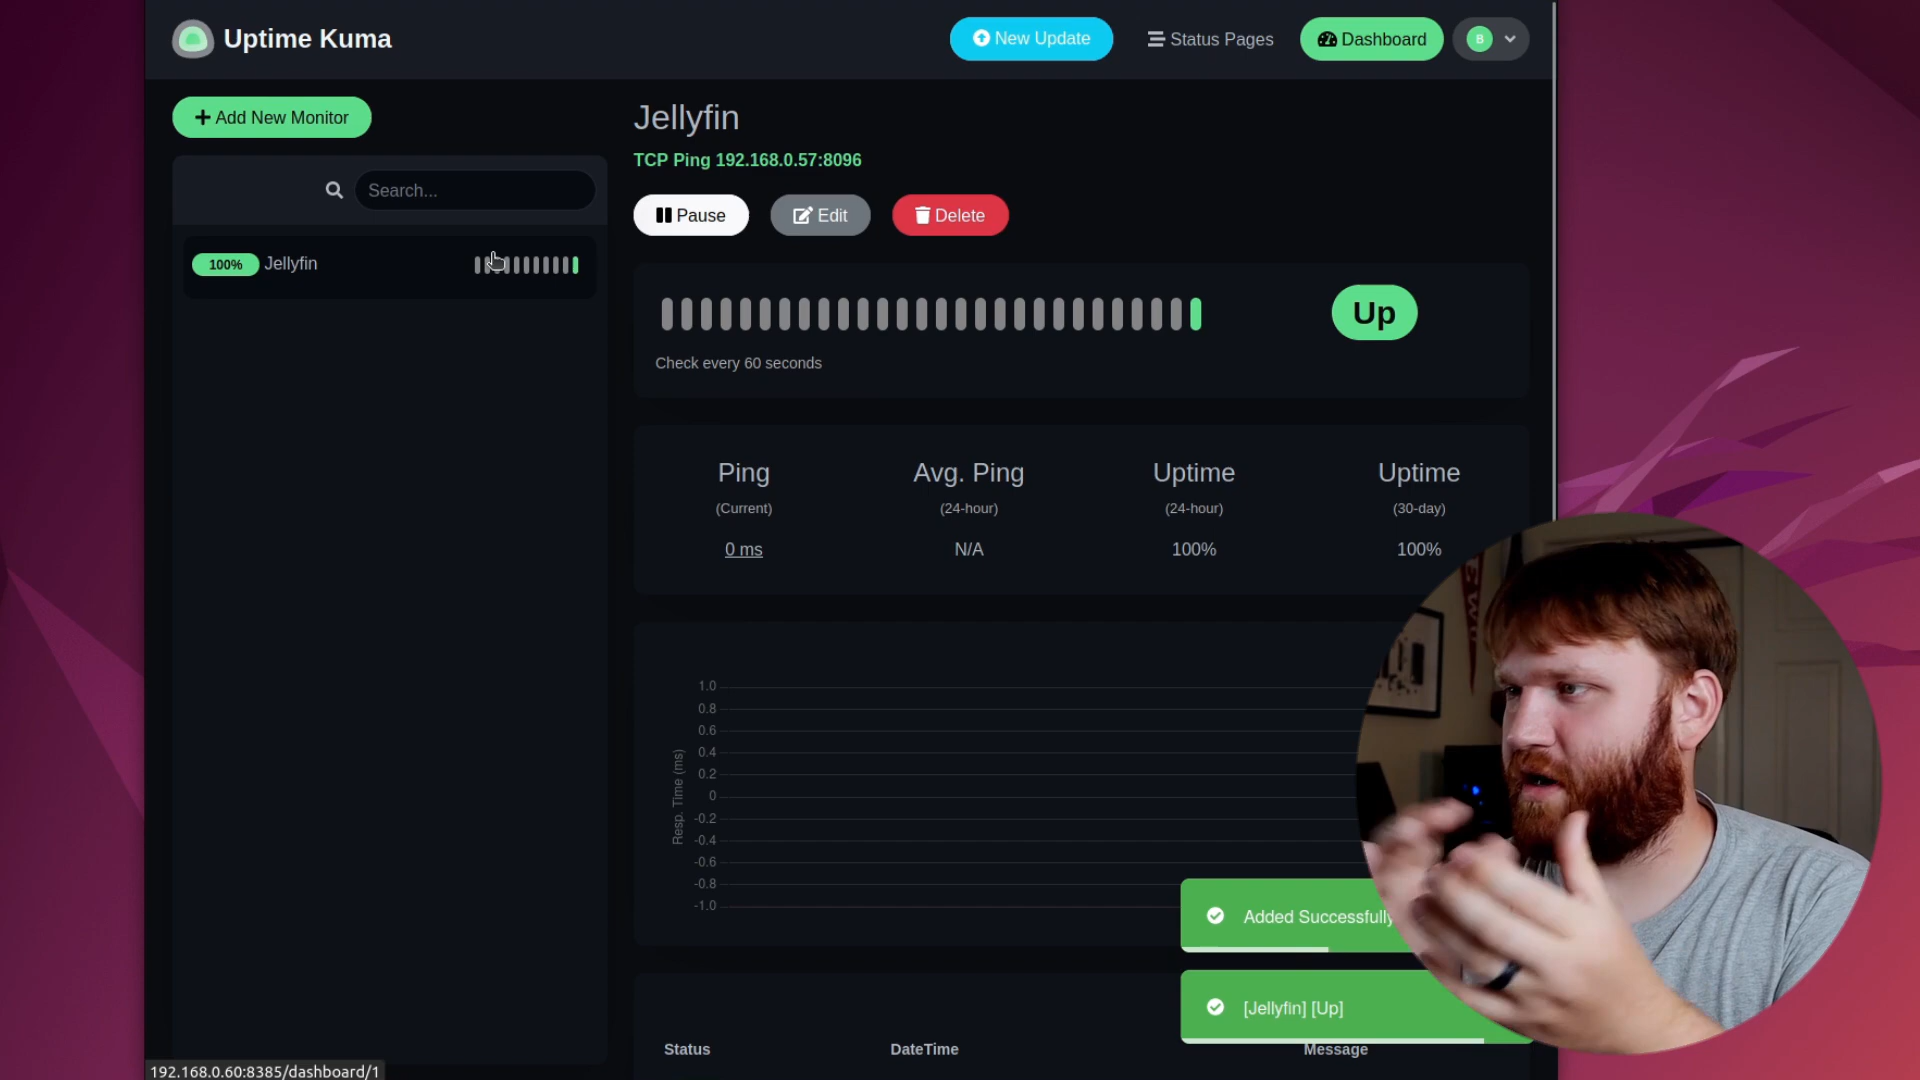 Uptime Kuma
New Update
Status Pages
Dashboard
B
Add New Monitor
Search...
100% Jellyfin
Jellyfin
TCP Ping 192.168.0.57:8096
Pause
Edit
Delete
Up
Check every 60 seconds
Ping
(Current)
0 ms
Avg. Ping
(24-hour)
N/A
Uptime
(24-hour)
100%
Uptime
(30-day)
100%
Resp. Time (ms)
1.0
0.8
0.6
0.4
0.2
0
-0.2
-0.4
-0.6
-0.8
-1.0
Added Successfully
[Jellyfin] [Up]
Status
DateTime
Message
192.168.0.60:8385/dashboard/1